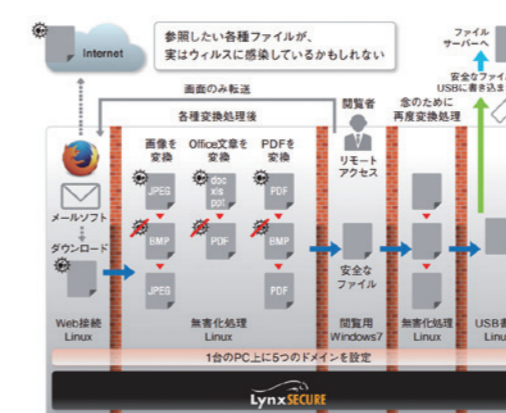 Internet
参照したい各種ファイルが、
実はウィルスに感染しているかもしれない
ファイル
サーバーへ
安全なファイ
USBに書き込ま
画面のみ転送
各種変換処理後
閲覧者
念のために
再度変換処理
画像を
変換
Office文章を
変換
PDFを
変換
リモート
アクセス
JPEG
doc
xls
ppt
PDF
メールソフト
ダウンロード
BMP
PDF
BMP
JPEG
PDF
安全な
ファイル
Web接続
Linux
無害化処理
Linux
閲覧用
Windows7
無害化処理
Linux
USB書
Linu
1台のPC上に5つのドメインを設定
LynxSECURE